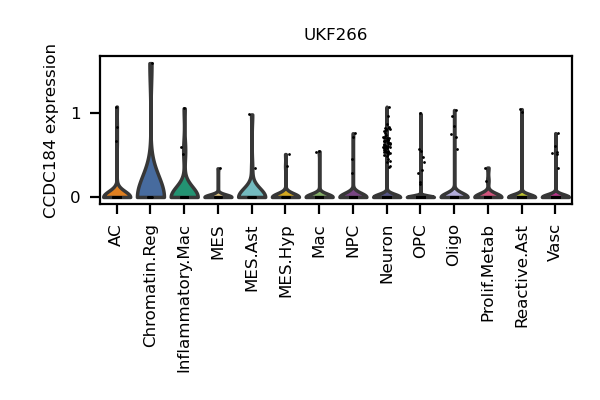 UKF266
CCDC184 expression
1
0
AC
Chromatin.Reg
Inflammatory.Mac
MES
MES.Ast
MES.Hyp
Mac
NPC
Neuron
OPC
Oligo
Prolif.Metab
Reactive.Ast
Vasc